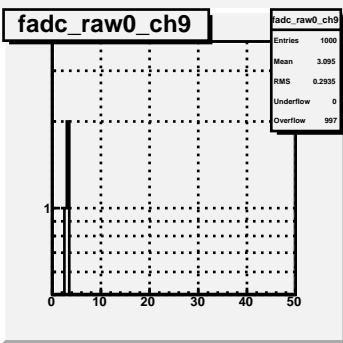 fadc_raw0_ch9
fadc_raw0_ch9
Entries 1000
Mean 3.095
RMS 0.2935
Underflow 0
Overflow 997
1
0 10 20 30 40 50